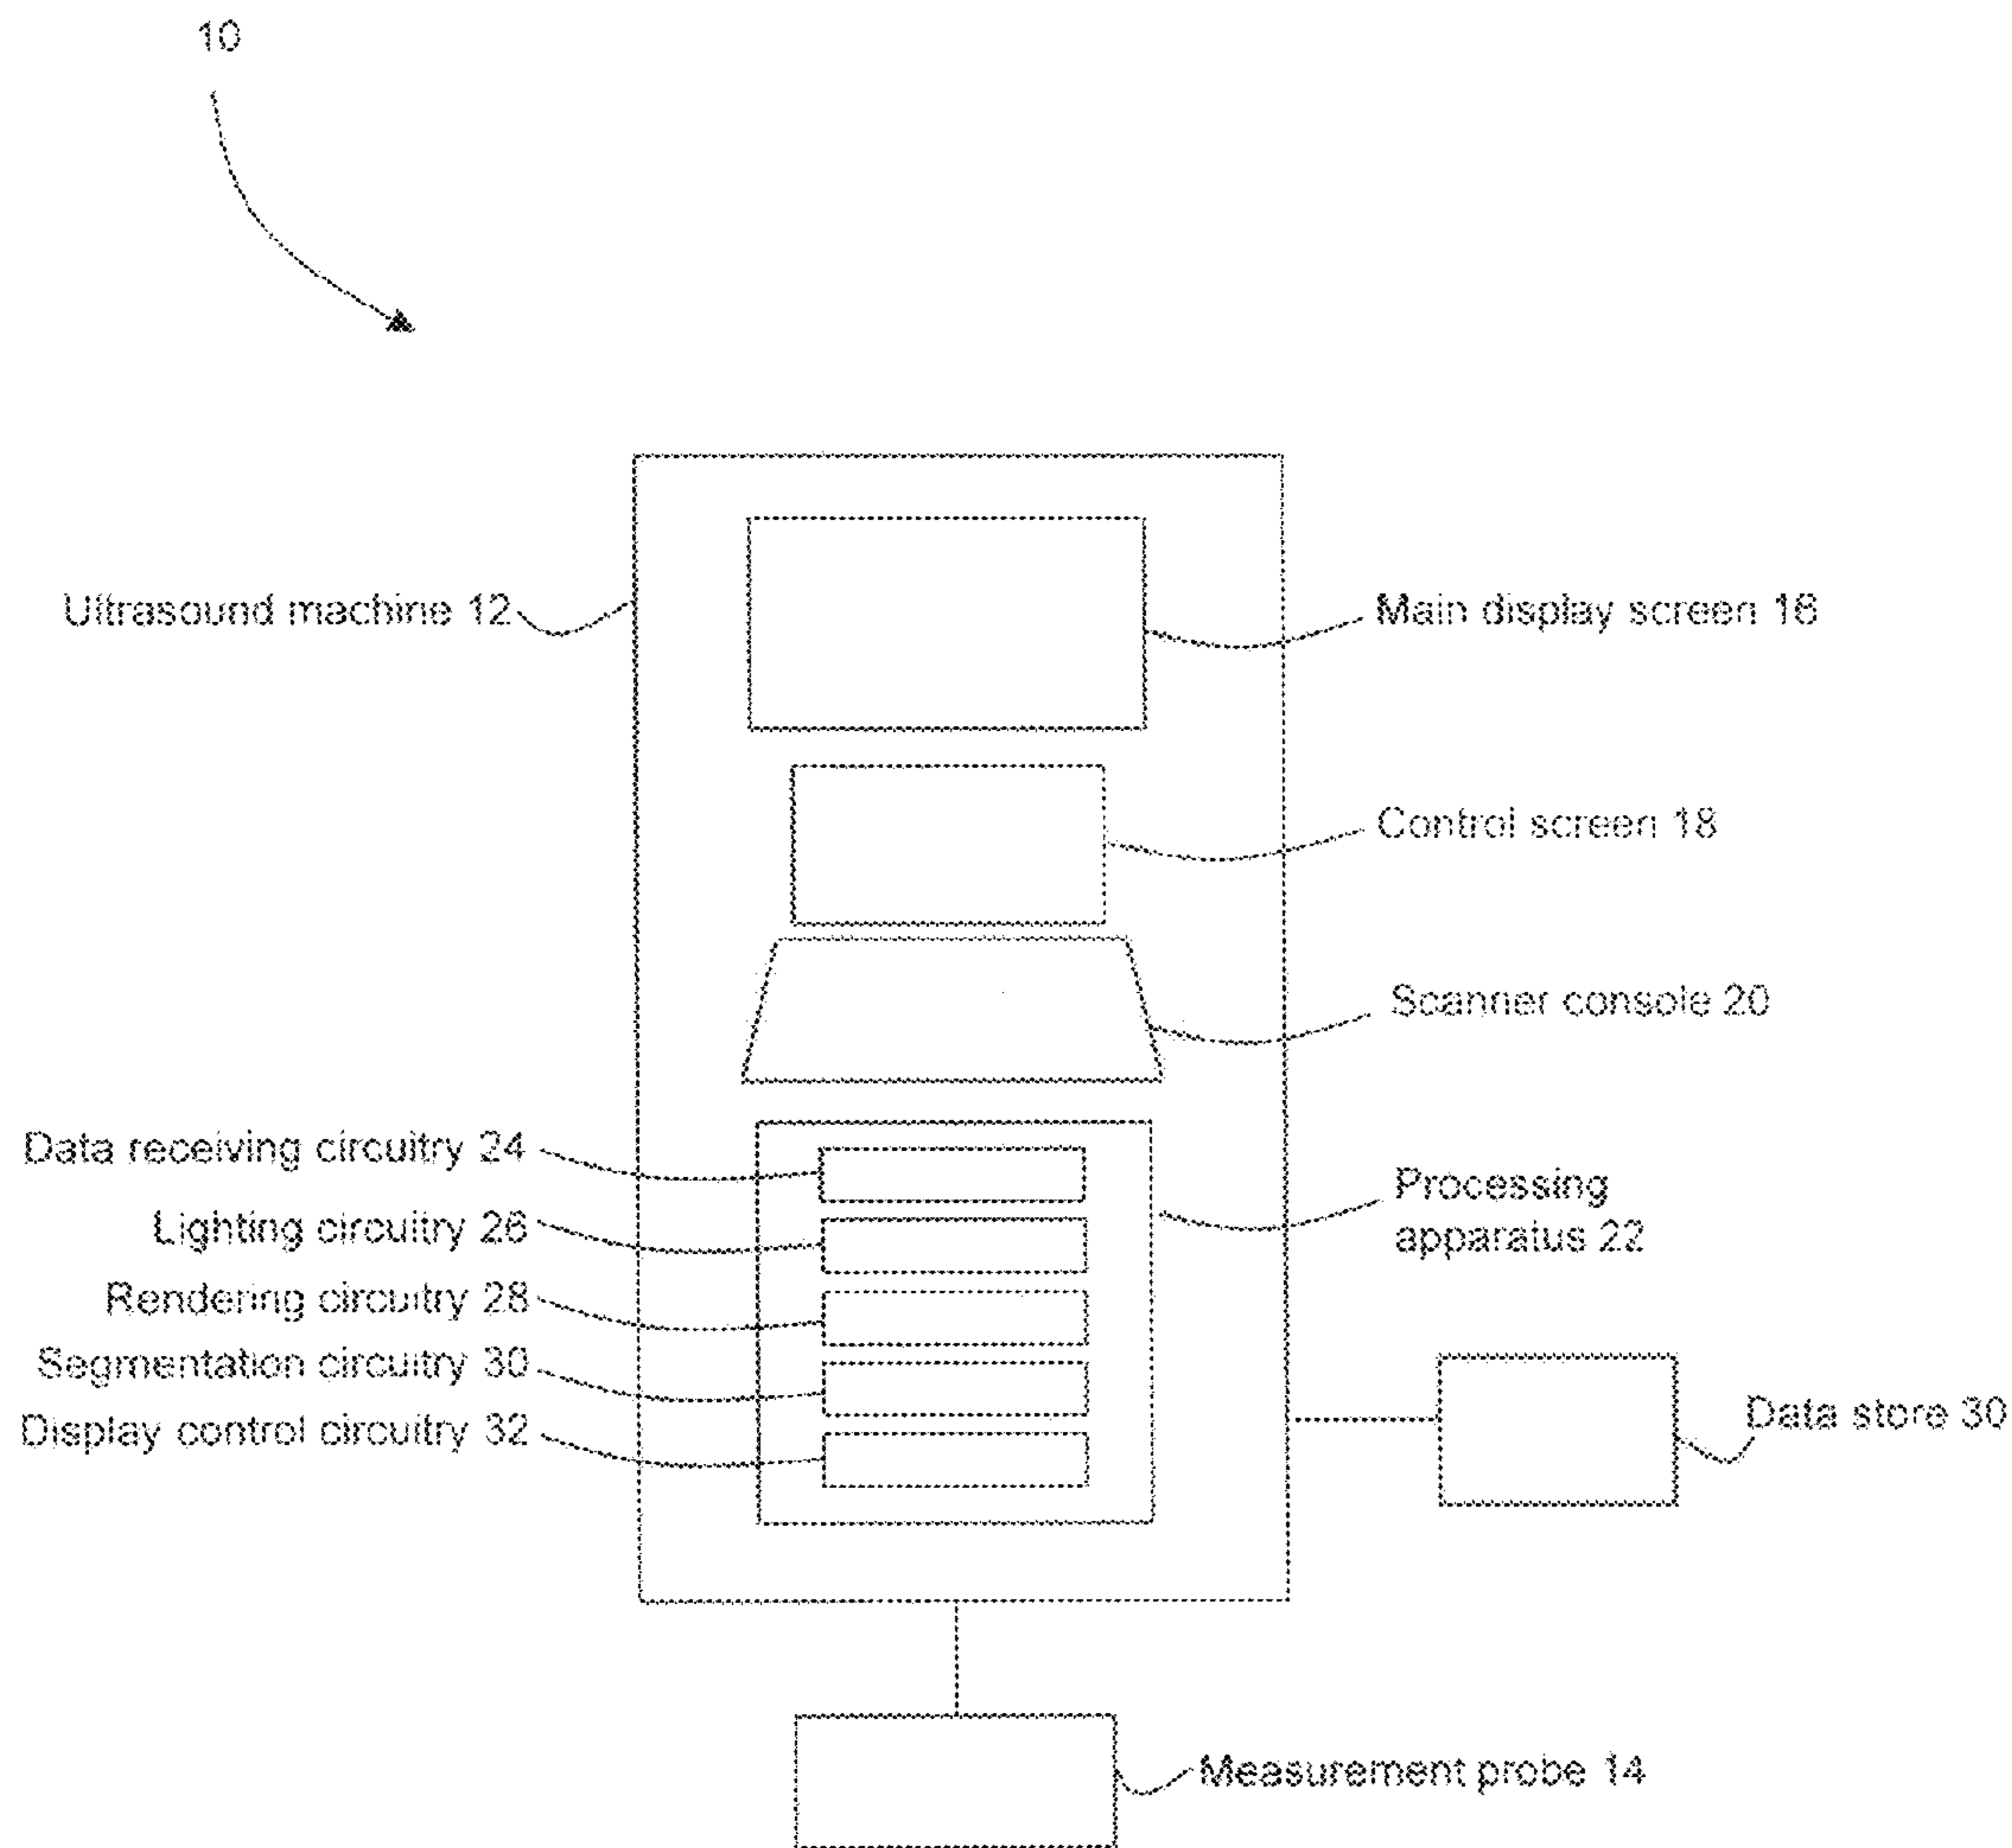 10
Ultrasound machine 12
Main display screen 16
Control screen 18
Scanner console 20
Data receiving circuitry 24
Processing
apparatus 22
Lighting circuitry 26
Rendering circuitry 28
Segmentation circuitry 30
Display control circuitry 32
Data store 30
Measurement probe 14